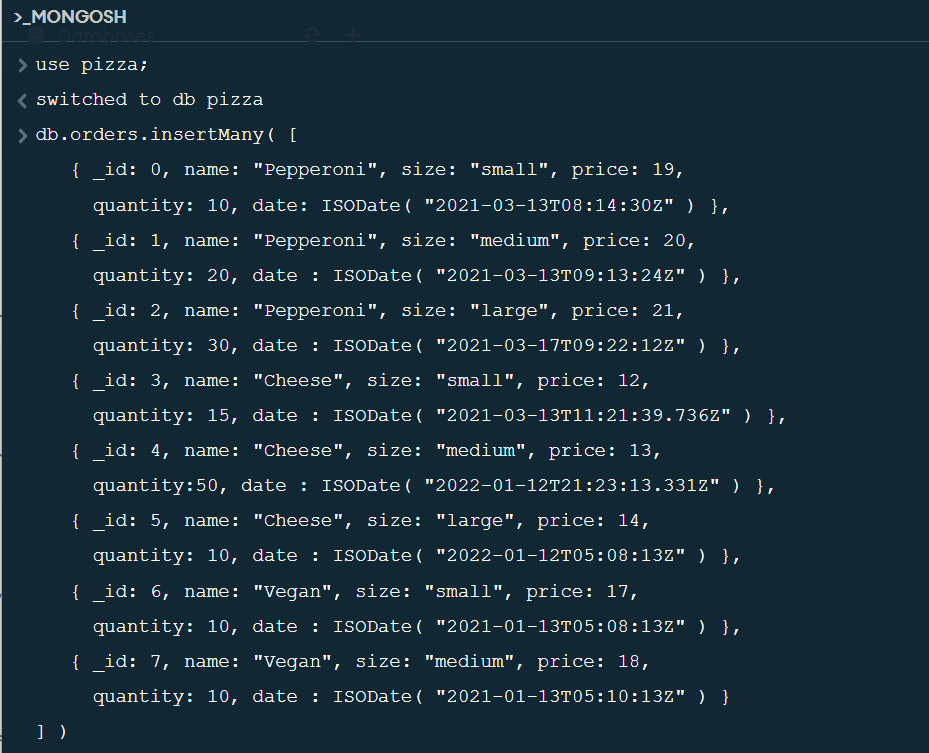 >_MONGOSH
Databases
> use pizza;
< switched to db pizza
> db.orders.insertMany( [
{ _id: 0, name: "Pepperoni", size: "small", price: 19,
quantity: 10, date: ISODate( "2021-03-13T08:14:30Z" ) },
{ _id: 1, name: "Pepperoni", size: "medium", price: 20,
quantity: 20, date : ISODate( "2021-03-13T09:13:24Z" ) },
{ _id: 2, name: "Pepperoni", size: "large", price: 21,
quantity: 30, date : ISODate( "2021-03-17T09:22:12Z" ) },
{ _id: 3, name: "Cheese", size: "small", price: 12,
quantity: 15, date : ISODate( "2021-03-13T11:21:39.736Z" ) },
{ _id: 4, name: "Cheese", size: "medium", price: 13,
quantity:50, date : ISODate( "2022-01-12T21:23:13.331Z" ) },
{ _id: 5, name: "Cheese", size: "large", price: 14,
quantity: 10, date : ISODate( "2022-01-12T05:08:13Z" ) },
{ _id: 6, name: "Vegan", size: "small", price: 17,
quantity: 10, date : ISODate( "2021-01-13T05:08:13Z" ) },
{ _id: 7, name: "Vegan", size: "medium", price: 18,
quantity: 10, date : ISODate( "2021-01-13T05:10:13Z" ) }
] )